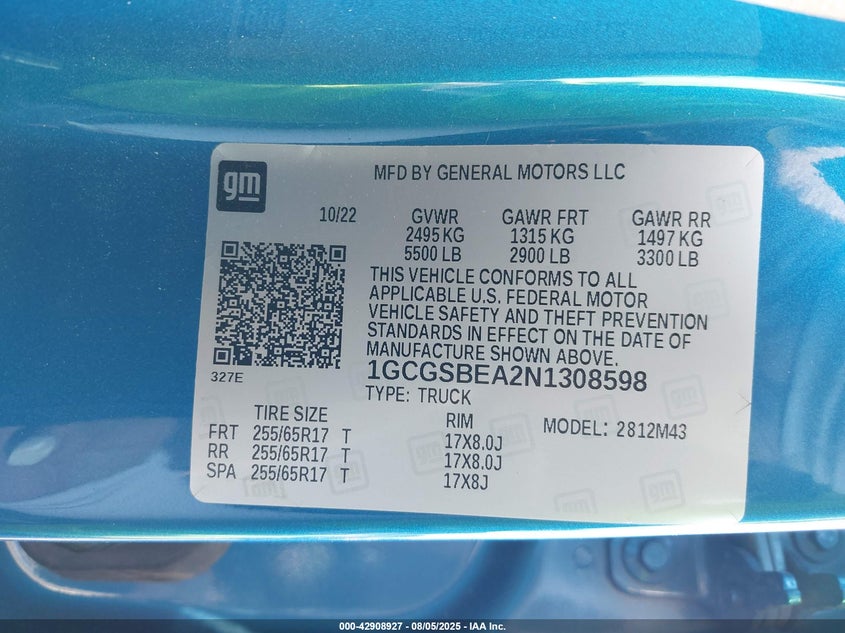 gm
MFD BY GENERAL MOTORS LLC
10/22 GVWR GAWR FRT GAWR RR
2495 KG 1315 KG 1497 KG
5500 LB 2900 LB 3300 LB
THIS VEHICLE CONFORMS TO ALL
APPLICABLE U.S. FEDERAL MOTOR
VEHICLE SAFETY AND THEFT PREVENTION
STANDARDS IN EFFECT ON THE DATE OF
MANUFACTURE SHOWN ABOVE.
327E
1GCGSBEA2N1308598
TYPE: TRUCK
TIRE SIZE RIM MODEL: 2812M43
FRT 255/65R17 T 17X8.0J
RR 255/65R17 T 17X8.0J
SPA 255/65R17 T 17X8J
000-42908927 - 08/05/2025 - IAA Inc.